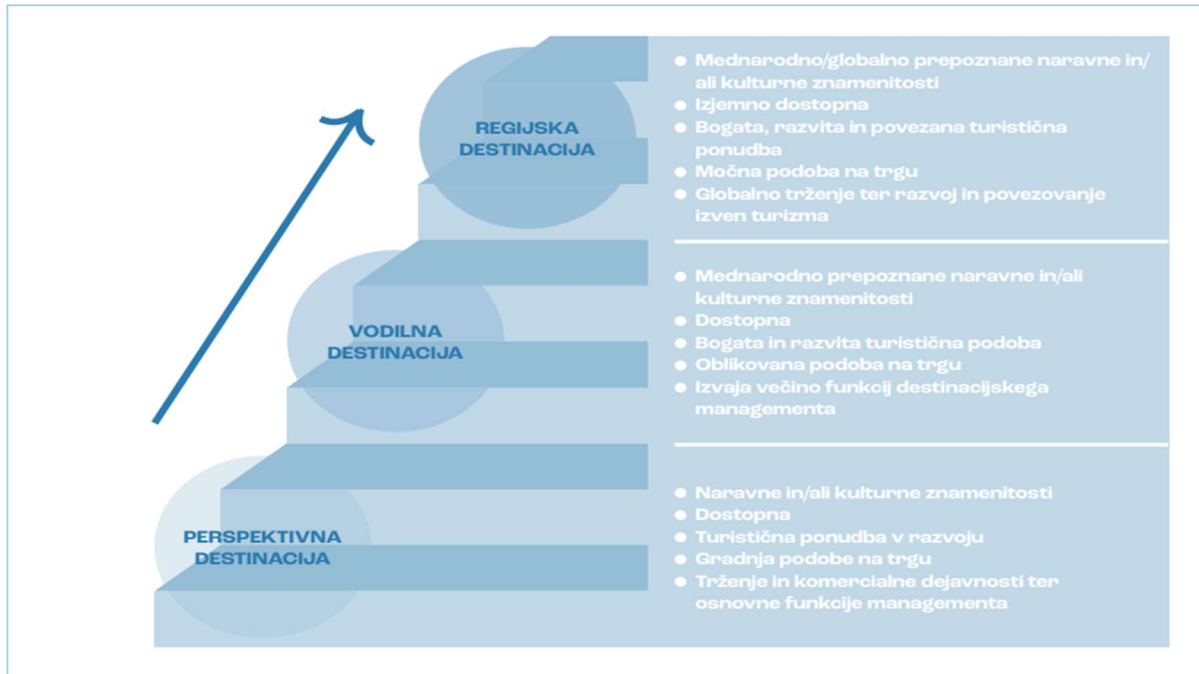 REGIJSKA
DESTINACIJA
● Mednarodno/globalno prepoznane naravne in/
ali kulturne znamenitosti
● Izjemno dostopna
● Bogata, razvita in povezana turistična
ponudba
● Močna podoba na trgu
● Globalno trženje ter razvoj in povezovanje
izven turizma
VODILNA
DESTINACIJA
● Mednarodno prepoznane naravne in/ali
kulturne znamenitosti
● Dostopna
● Bogata in razvita turistična podoba
● Oblikovana podoba na trgu
● Izvaja večino funkcij destinacijskega
managementa
PERSPEKTIVNA
DESTINACIJA
● Naravne in/ali kulturne znamenitosti
● Dostopna
● Turistična ponudba v razvoju
● Gradnja podobe na trgu
● Trženje in komercialne dejavnosti ter
osnovne funkcije managementa